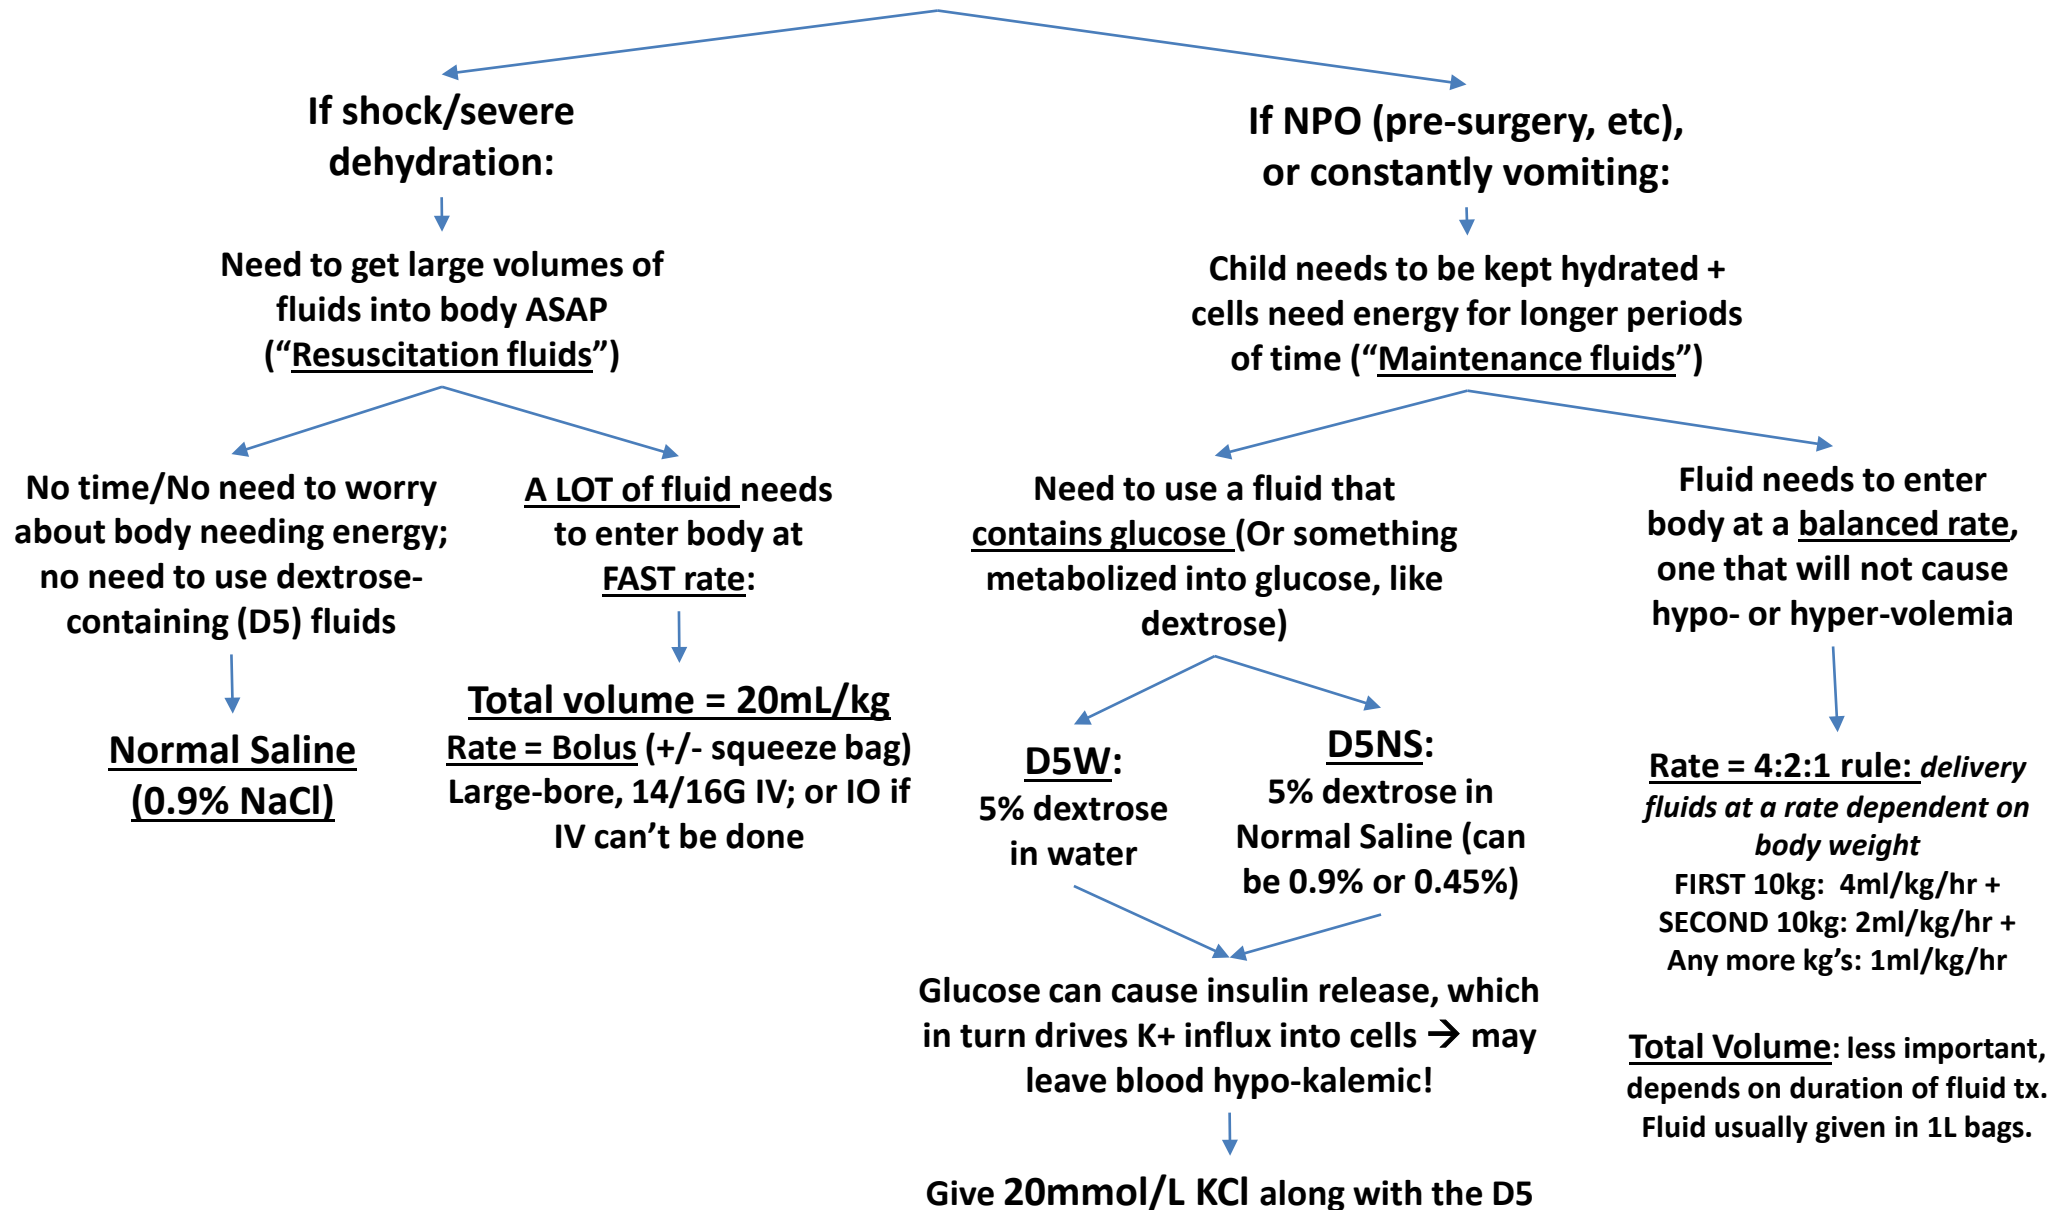 If shock/severe
dehydration:
Need to get large volumes of
fluids into body ASAP
(“Resuscitation fluids”)
No time/No need to worry
about body needing energy;
no need to use dextrose-
containing (D5) fluids
Normal Saline
(0.9% NaCl)
A LOT of fluid needs
to enter body at
FAST rate:
Total volume = 20mL/kg
Rate = Bolus (+/- squeeze bag)
Large-bore, 14/16G IV; or IO if
IV can’t be done
If NPO (pre-surgery, etc),
or constantly vomiting:
Child needs to be kept hydrated +
cells need energy for longer periods
of time (“Maintenance fluids”)
Need to use a fluid that
contains glucose (Or something
metabolized into glucose, like
dextrose)
D5W:
5% dextrose
in water
D5NS:
5% dextrose in
Normal Saline (can
be 0.9% or 0.45%)
Glucose can cause insulin release, which
in turn drives K+ influx into cells → may
leave blood hypo-kalemic!
Give 20mmol/L KCl along with the D5
Fluid needs to enter
body at a balanced rate,
one that will not cause
hypo- or hyper-volemia
Rate = 4:2:1 rule: delivery
fluids at a rate dependent on
body weight
FIRST 10kg: 4ml/kg/hr +
SECOND 10kg: 2ml/kg/hr +
Any more kg’s: 1ml/kg/hr
Total Volume: less important,
depends on duration of fluid tx.
Fluid usually given in 1L bags.